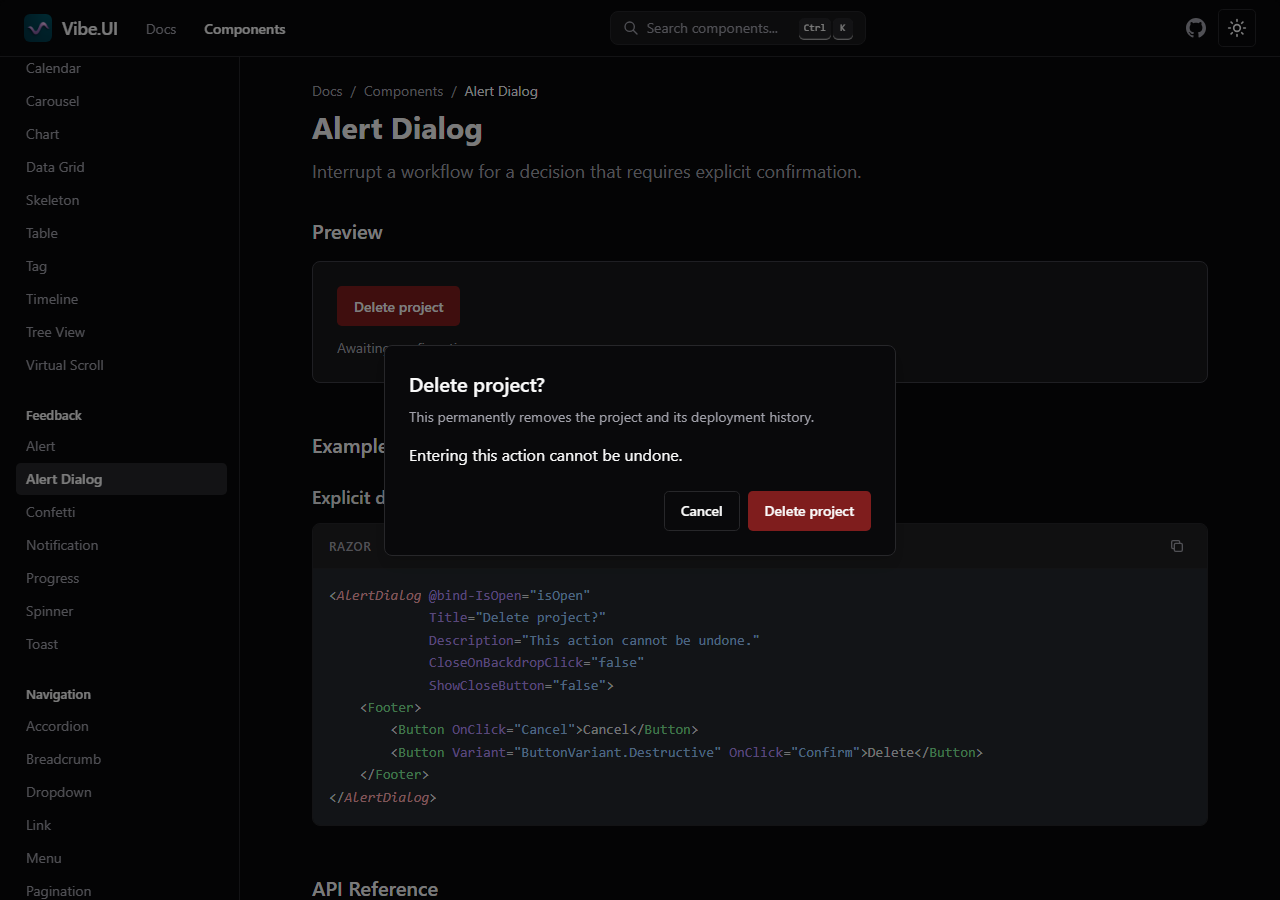 Vibe.UI
Docs
Components
Search components...
Ctrl
K
Calendar
Carousel
Chart
Data Grid
Skeleton
Table
Tag
Timeline
Tree View
Virtual Scroll
Feedback
Alert
Alert Dialog
Confetti
Notification
Progress
Spinner
Toast
Navigation
Accordion
Breadcrumb
Dropdown
Link
Menu
Pagination
Docs / Components / Alert Dialog
Alert Dialog
Interrupt a workflow for a decision that requires explicit confirmation.
Preview
Delete project
Delete project?
This permanently removes the project and its deployment history.
Entering this action cannot be undone.
Cancel
Delete project
Explicit
RAZOR
<AlertDialog @bind-IsOpen="isOpen"
Title="Delete project?"
Description="This action cannot be undone."
CloseOnBackdropClick="false"
ShowCloseButton="false">
<Footer>
<Button OnClick="Cancel">Cancel</Button>
<Button Variant="ButtonVariant.Destructive" OnClick="Confirm">Delete</Button>
</Footer>
</AlertDialog>
API Reference